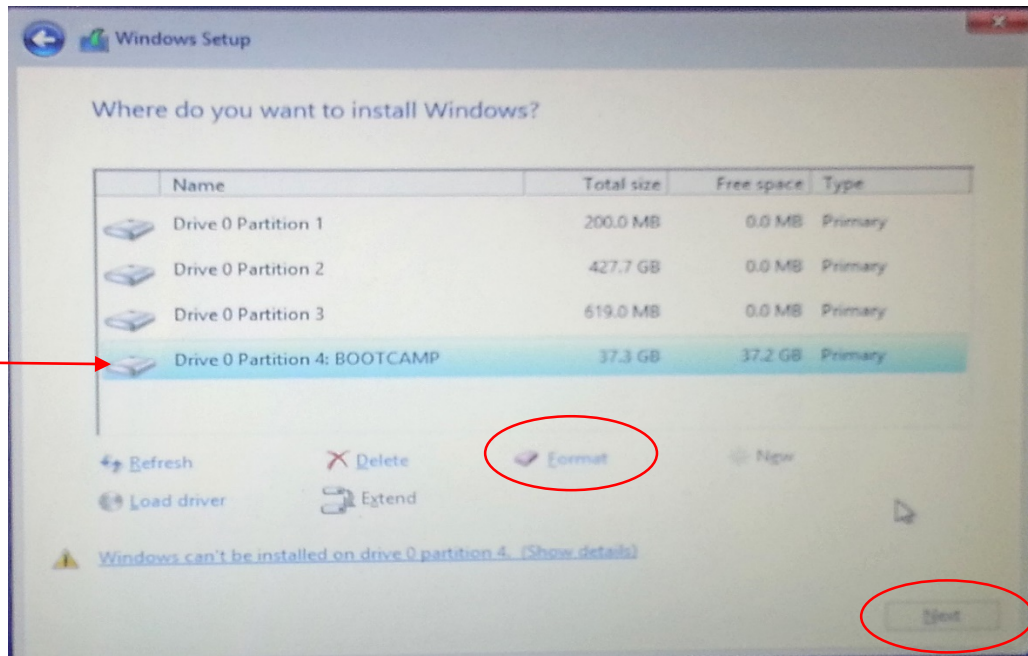 Windows Setup
Where do you want to install Windows?
Name Total size Free space Type
Drive 0 Partition 1 200.0 MB 0.0 MB Primary
Drive 0 Partition 2 427.7 GB 0.0 MB Primary
Drive 0 Partition 3 619.0 MB 0.0 MB Primary
Drive 0 Partition 4: BOOTCAMP 37.3 GB 37.2 GB Primary
Refresh Delete Format New
Load driver Extend
Windows can't be installed on drive 0 partition 4. (Show details)
Next